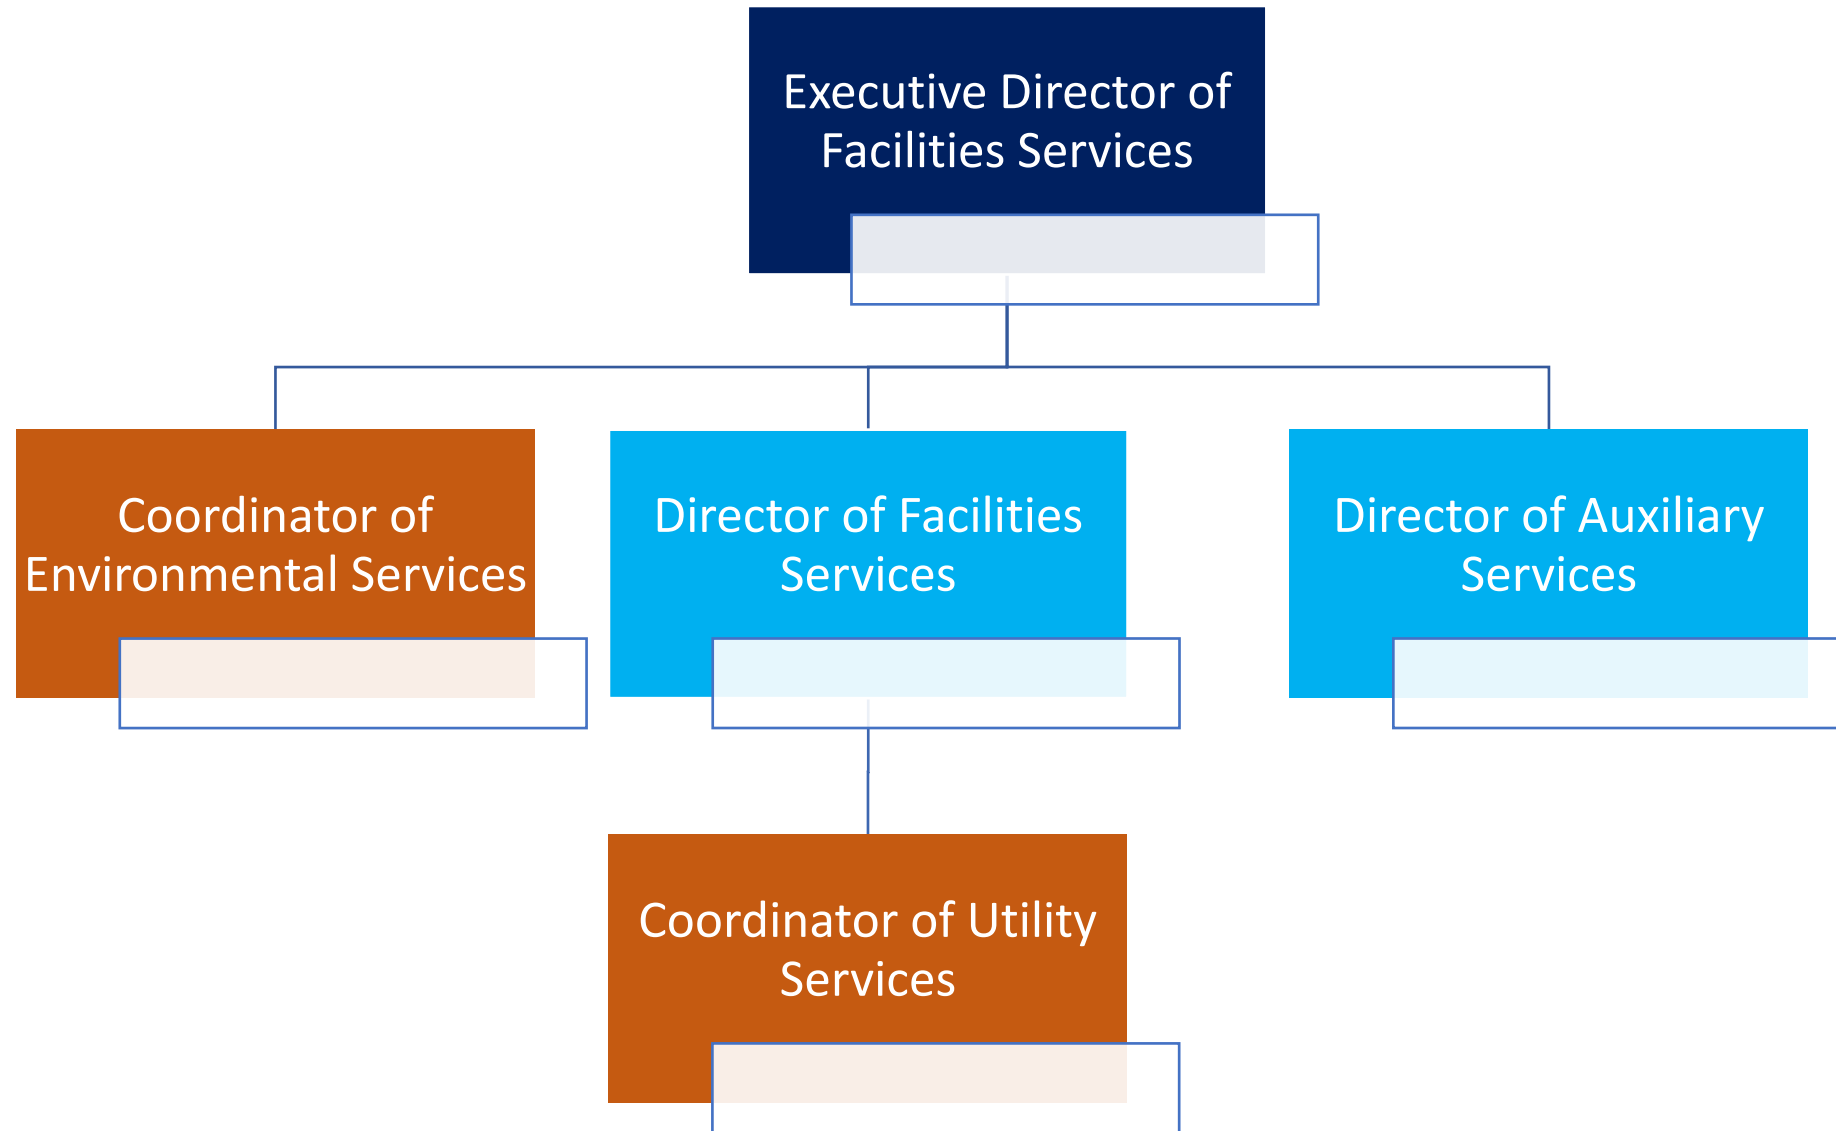 Executive Director of
Facilities Services
Coordinator of
Environmental Services
Director of Facilities
Services
Director of Auxiliary
Services
Coordinator of Utility
Services